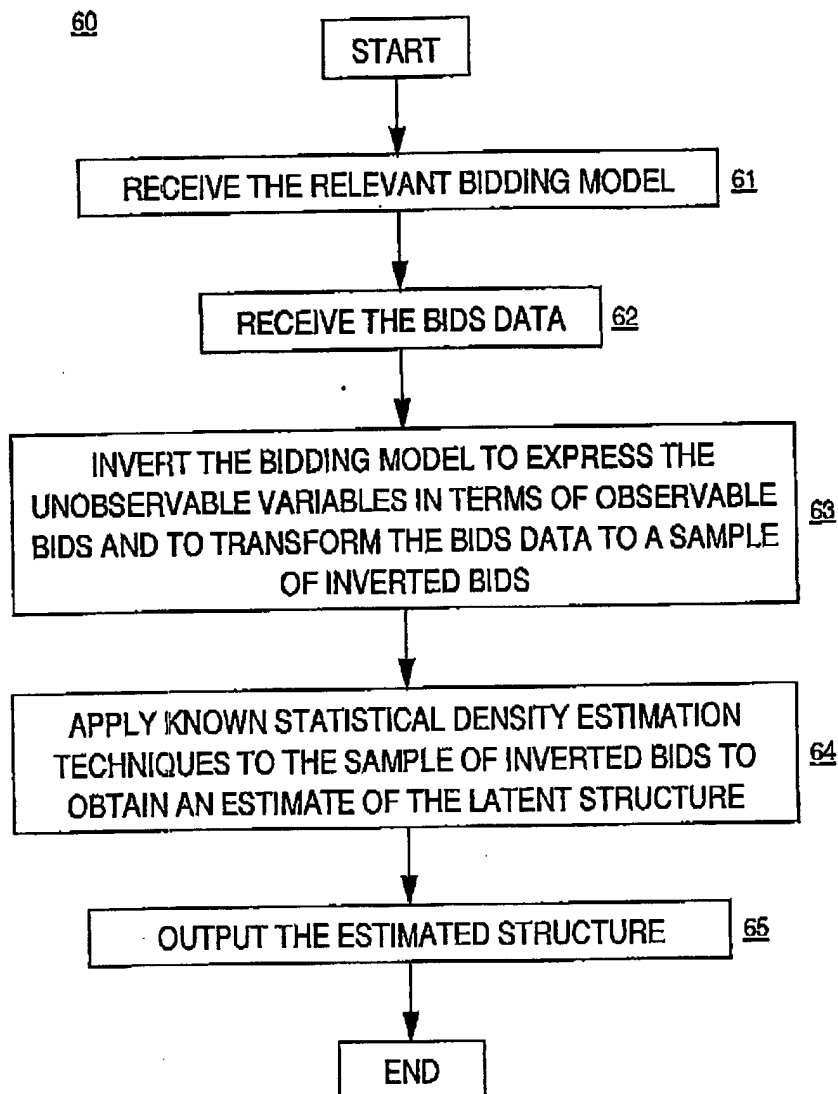 60
START
RECEIVE THE RELEVANT BIDDING MODEL
61
RECEIVE THE BIDS DATA
62
INVERT THE BIDDING MODEL TO EXPRESS THE
UNOBSERVABLE VARIABLES IN TERMS OF OBSERVABLE
BIDS AND TO TRANSFORM THE BIDS DATA TO A SAMPLE
OF INVERTED BIDS
63
APPLY KNOWN STATISTICAL DENSITY ESTIMATION
TECHNIQUES TO THE SAMPLE OF INVERTED BIDS TO
OBTAIN AN ESTIMATE OF THE LATENT STRUCTURE
64
OUTPUT THE ESTIMATED STRUCTURE
65
END